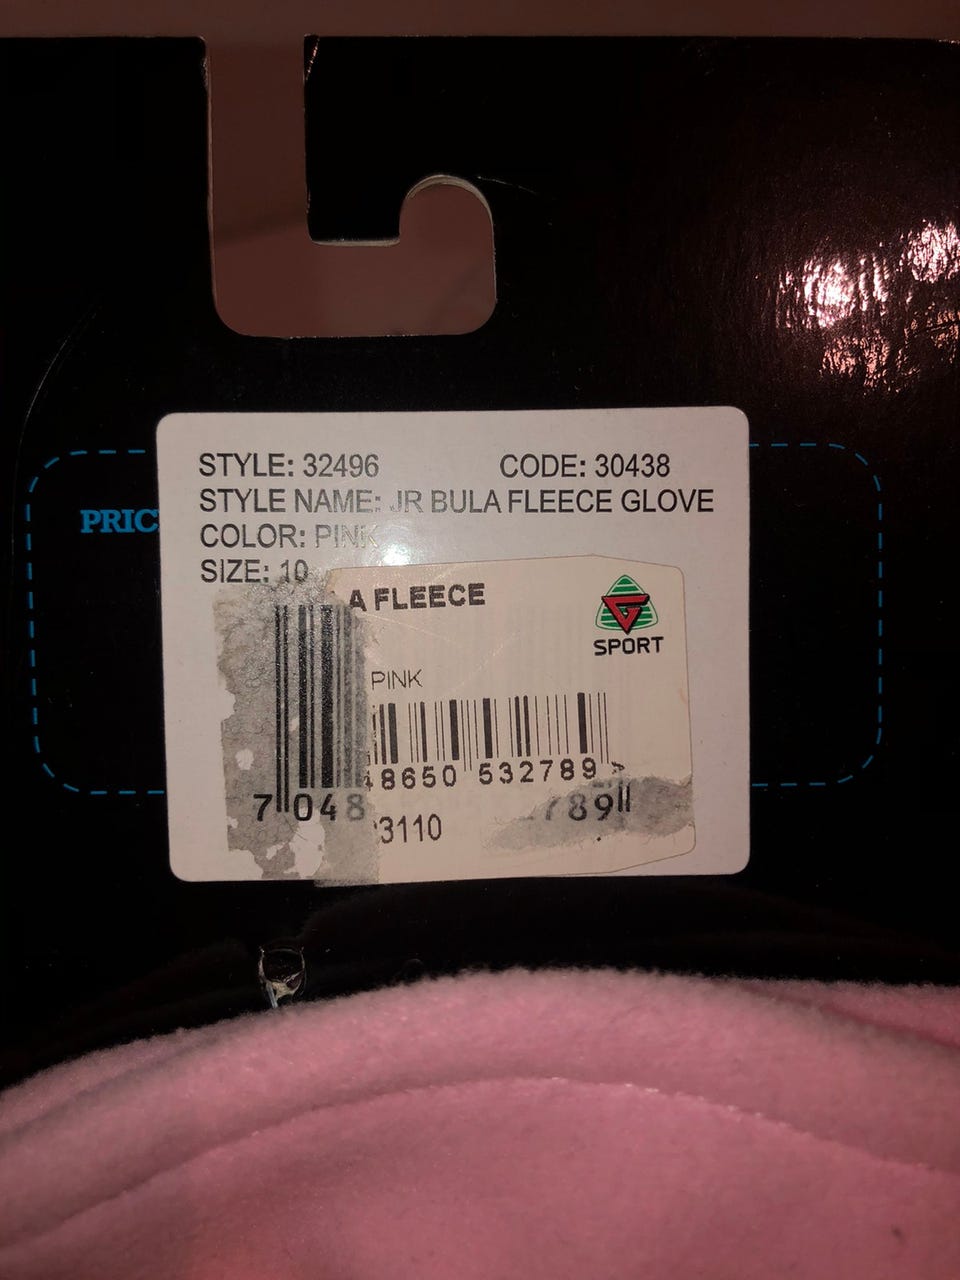 STYLE: 32496 CODE: 30438
STYLE NAME: JR BULA FLEECE GLOVE
PRIC
COLOR: PINK
SIZE: 10
A FLEECE
SPORT
PINK
48650 532789 >
7 048 789
3110